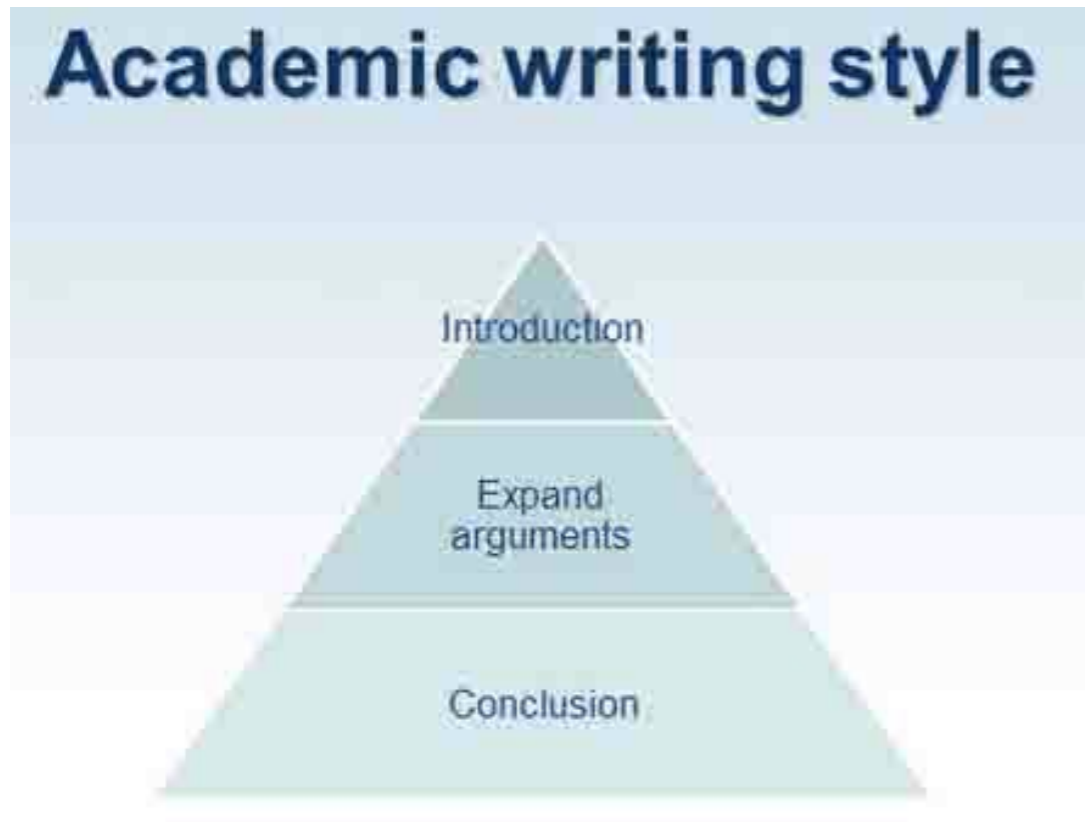 Academic writing style
Introduction
Expand
arguments
Conclusion